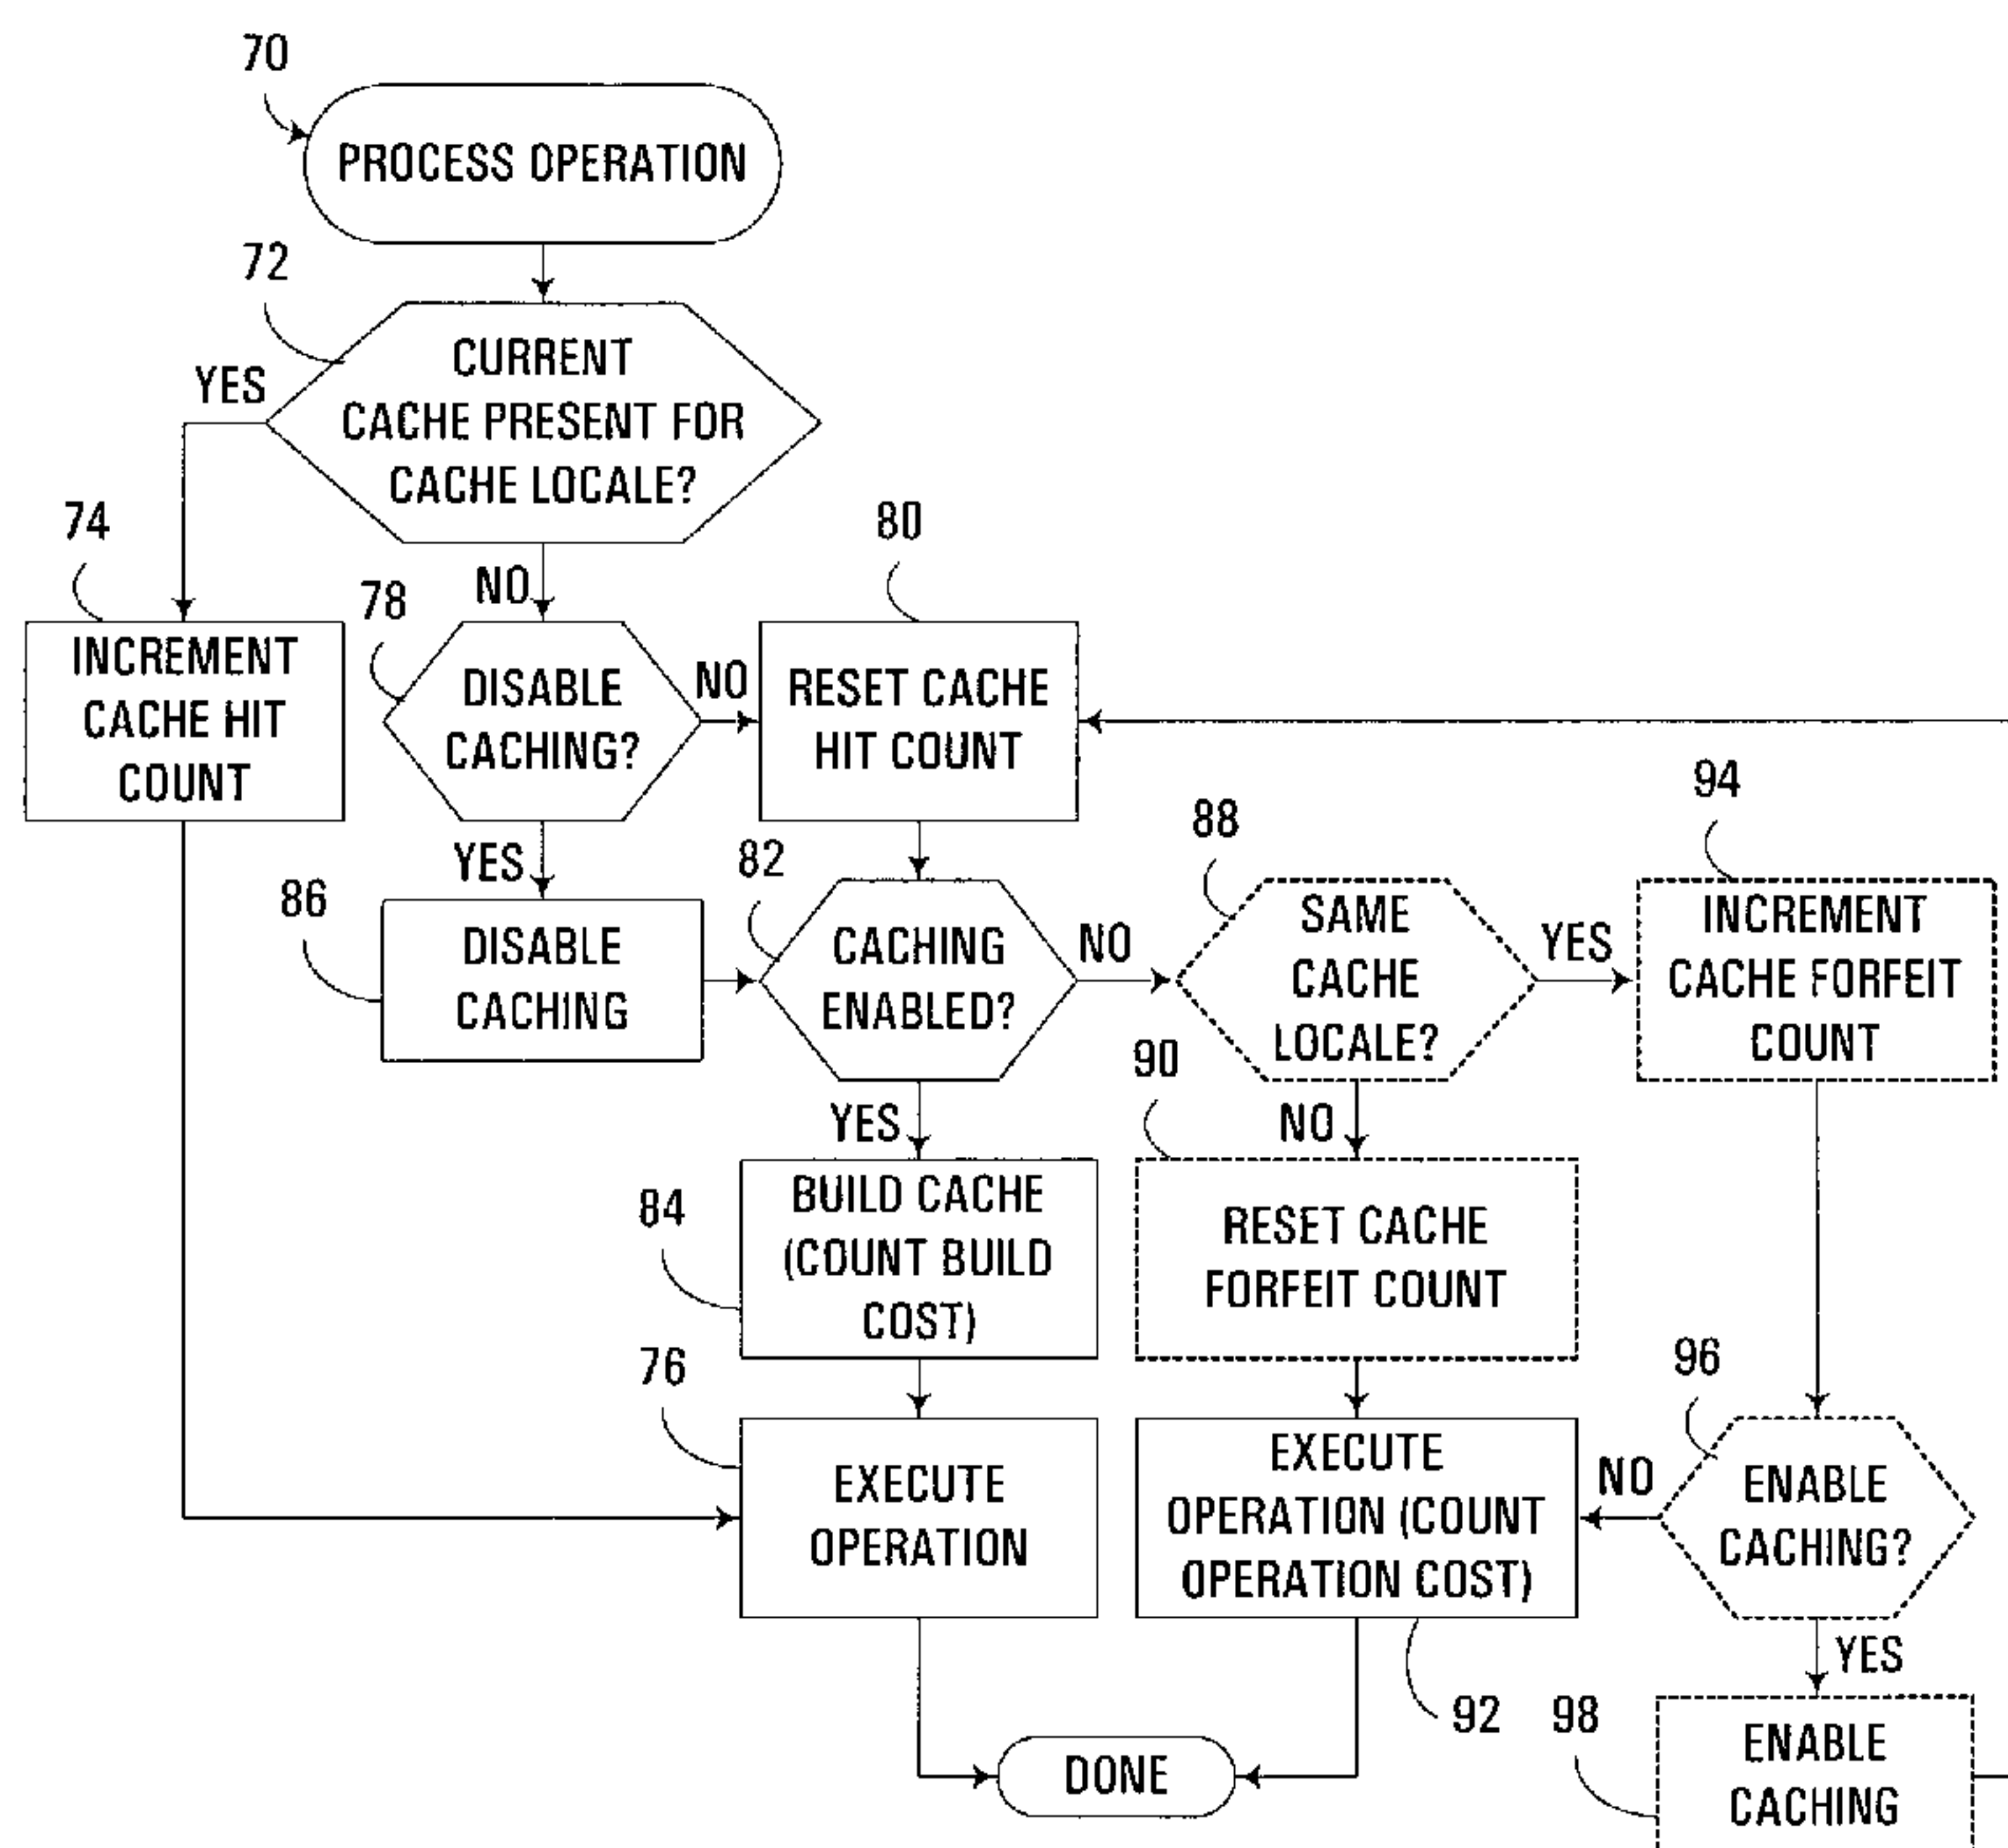 70
PROCESS OPERATION
72
CURRENT
CACHE PRESENT FOR
CACHE LOCALE?
YES
NO
74
INCREMENT
CACHE HIT
COUNT
78
DISABLE
CACHING?
NO
YES
80
RESET CACHE
HIT COUNT
86
DISABLE
CACHING
82
CACHING
ENABLED?
NO
YES
88
SAME
CACHE
LOCALE?
YES
NO
94
INCREMENT
CACHE FORFEIT
COUNT
84
BUILD CACHE
(COUNT BUILD
COST)
90
RESET CACHE
FORFEIT COUNT
76
EXECUTE
OPERATION
EXECUTE
OPERATION (COUNT
OPERATION COST)
92
96
ENABLE
CACHING?
NO
YES
98
ENABLE
CACHING
DONE